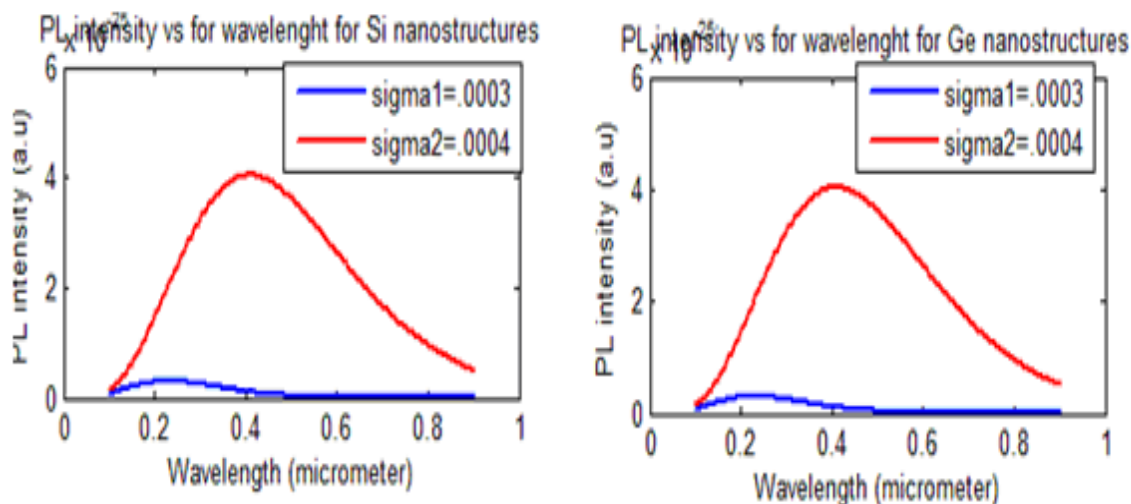 PL intensity vs for wavelenght for Si nanostructures
x 10
6
4
2
0
PL intensity (a.u)
sigma1=.0003
sigma2=.0004
0 0.2 0.4 0.6 0.8 1
Wavelength (micrometer)
PL intensity vs for wavelenght for Ge nanostructures
x 10
6
4
2
0
PL intensity (a.u)
sigma1=.0003
sigma2=.0004
0 0.2 0.4 0.6 0.8 1
Wavelength (micrometer)